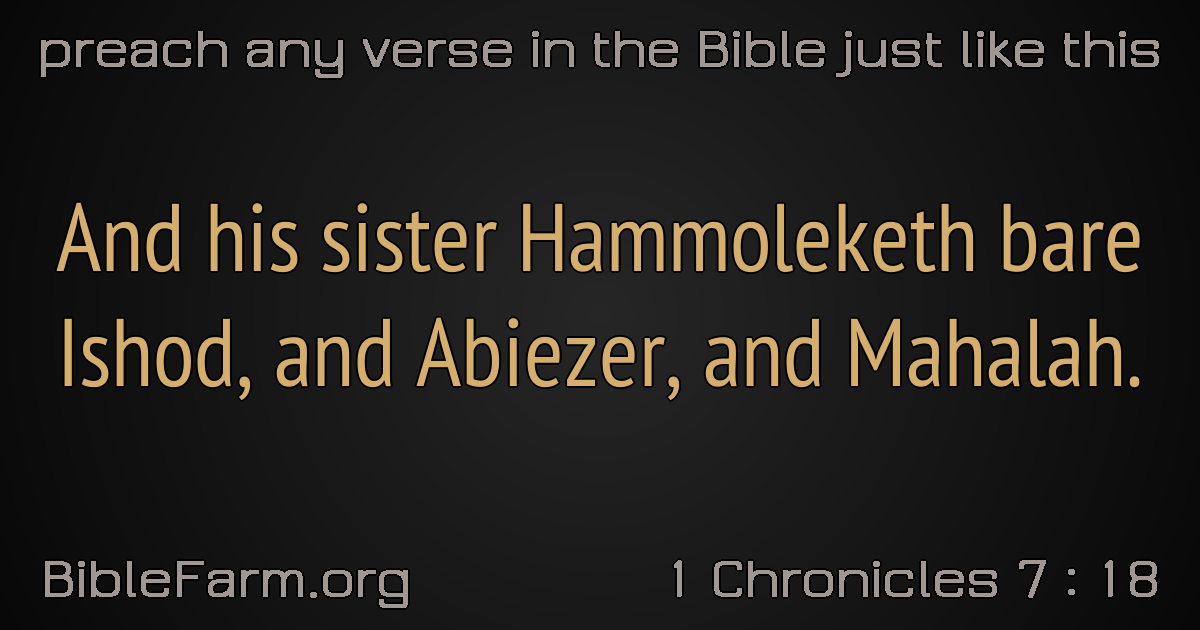 preach any verse in the Bible just like this
And his sister Hammoleketh bare
Ishod, and Abiezer, and Mahalah.
BibleFarm.org
1 Chronicles 7 : 18